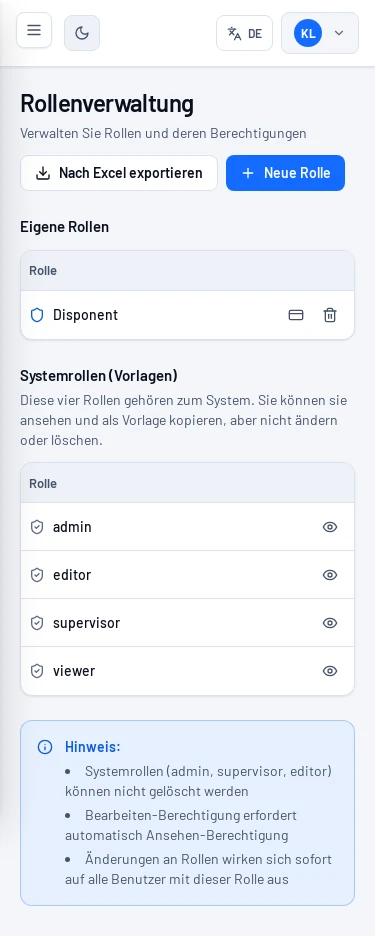 DE
KL
Rollenverwaltung
Verwalten Sie Rollen und deren Berechtigungen
Nach Excel exportieren
Neue Rolle
Eigene Rollen
Rolle
Disponent
Systemrollen (Vorlagen)
Diese vier Rollen gehören zum System. Sie können sie
ansehen und als Vorlage kopieren, aber nicht ändern
oder löschen.
Rolle
admin
editor
supervisor
viewer
Hinweis:
• Systemrollen (admin, supervisor, editor)
können nicht gelöscht werden
• Bearbeiten-Berechtigung erfordert
automatisch Ansehen-Berechtigung
• Änderungen an Rollen wirken sich sofort
auf alle Benutzer mit dieser Rolle aus